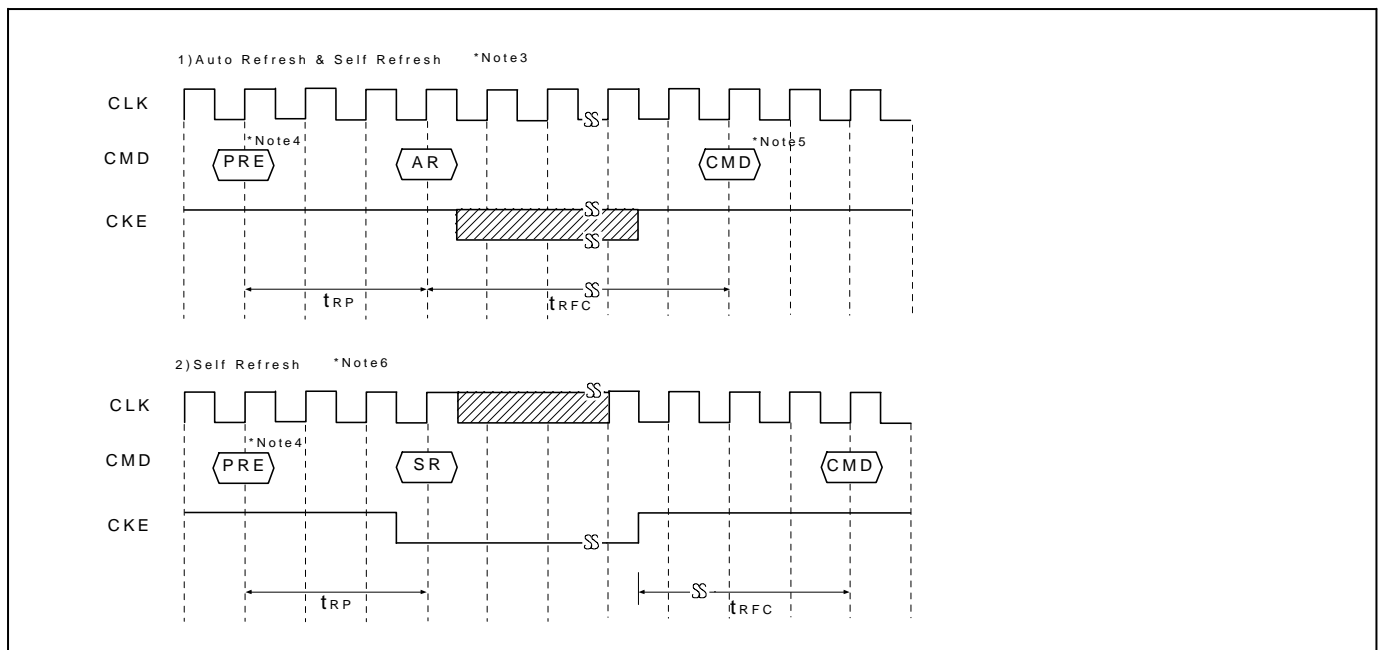 1)Auto Refresh & Self Refresh *Note3
CLK
*Note4
*Note5
CMD PRE AR CMD
CKE
tRP tRFC
2)Self Refresh *Note6
CLK
*Note4
CMD PRE SR CMD
CKE
tRP tRFC